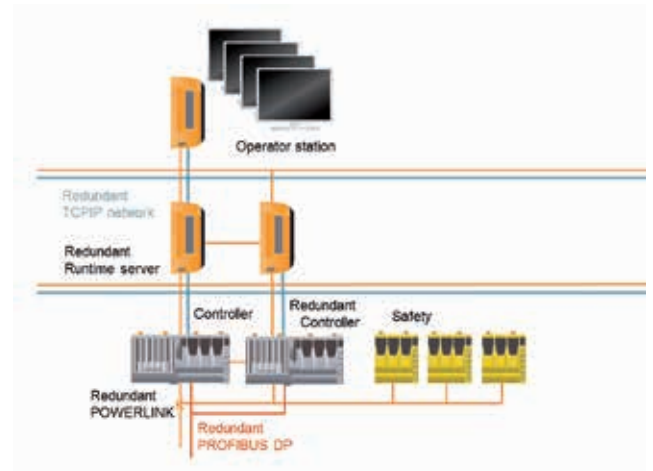 Operator station
Redundant
TCPIP network
Redundant
Runtime server
Controller
Redundant
Controller
Safety
Redundant
POWERLINK
Redundant
PROFIBUS DP